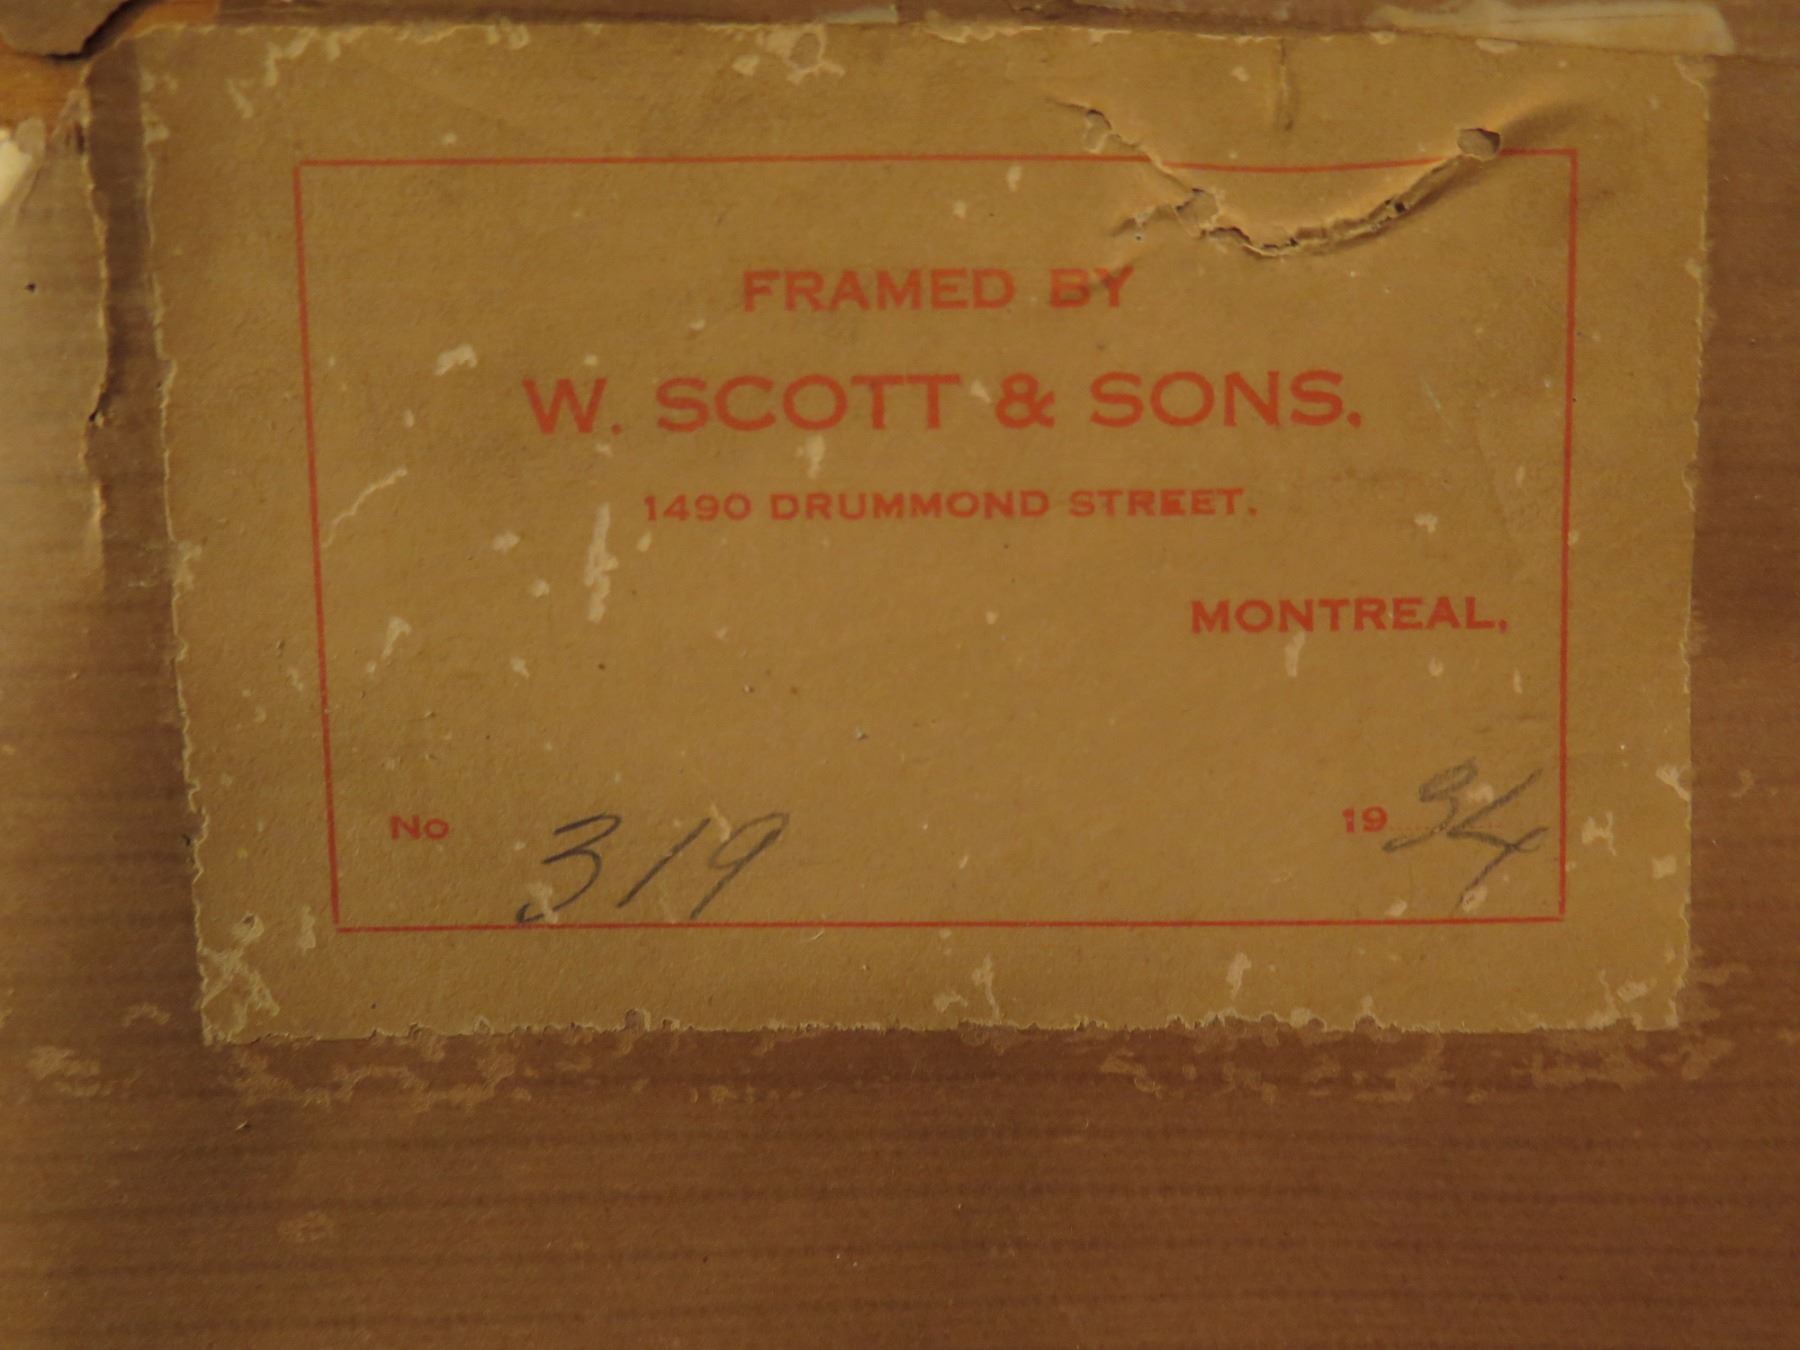 FRAMED BY
W. SCOTT & SONS.
1490 DRUMMOND STREET.
MONTREAL,
No 319 1934